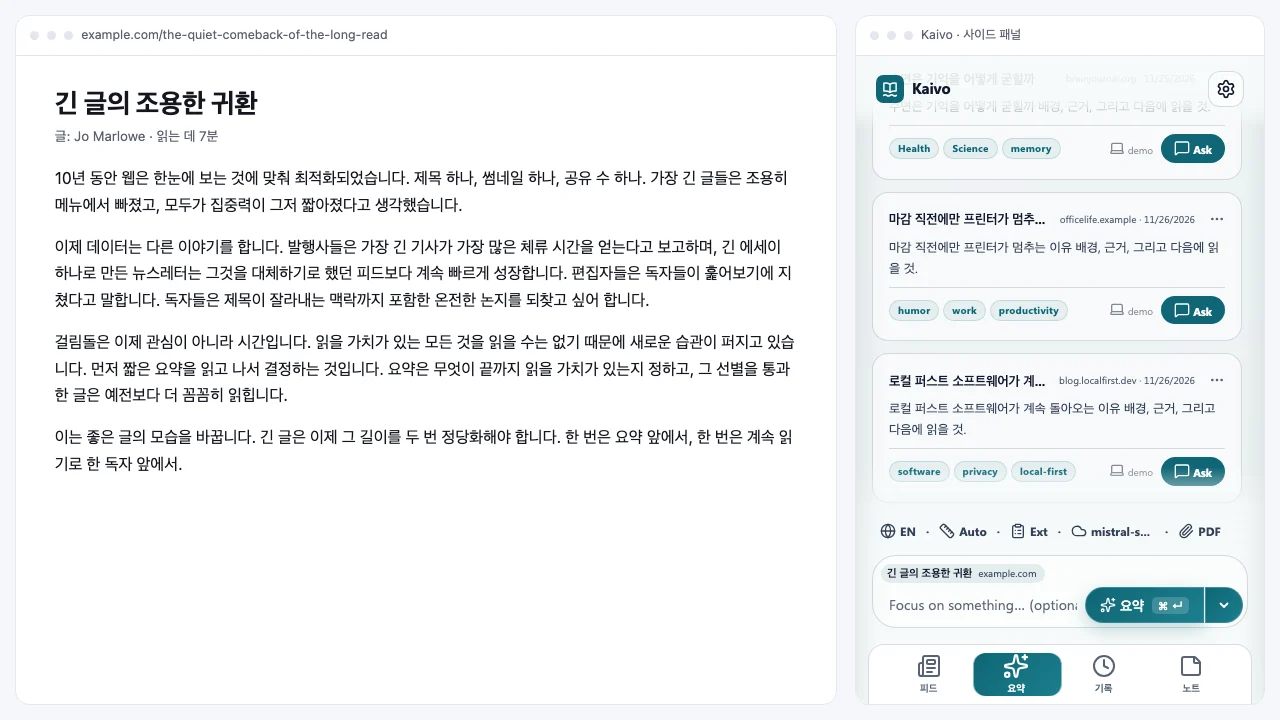 example.com/the-quiet-comeback-of-the-long-read
긴 글의 조용한 귀환
글: Jo Marlowe · 읽는 데 7분
10년 동안 웹은 한눈에 보는 것에 맞춰 최적화되었습니다. 제목 하나, 썸네일 하나, 공유 수 하나. 가장 긴 글들은 조용히
메뉴에서 빠졌고, 모두가 집중력이 그저 짧아졌다고 생각했습니다.
이제 데이터는 다른 이야기를 합니다. 발행사들은 가장 긴 기사가 가장 많은 체류 시간을 얻는다고 보고하며, 긴 에세이
하나로 만든 뉴스레터는 그것을 대체하기로 했던 피드보다 계속 빠르게 성장합니다. 편집자들은 독자들이 훑어보기에 지
쳤다고 말합니다. 독자들은 제목이 잘라내는 맥락까지 포함한 온전한 논지를 되찾고 싶어 합니다.
걸림돌은 이제 관심이 아니라 시간입니다. 읽을 가치가 있는 모든 것을 읽을 수는 없기 때문에 새로운 습관이 퍼지고 있습
니다. 먼저 짧은 요약을 읽고 나서 결정하는 것입니다. 요약은 무엇이 끝까지 읽을 가치가 있는지 정하고, 그 선별을 통과
한 글은 예전보다 더 꼼꼼히 읽힙니다.
이는 좋은 글의 모습을 바꿉니다. 긴 글은 이제 그 길이를 두 번 정당화해야 합니다. 한 번은 요약 앞에서, 한 번은 계속 읽
기로 한 독자 앞에서.
Kaivo · 사이드 패널
Kaivo
기억을 어떻게 굳힐까
11/25/2026
수면은 기억을 어떻게 굳힐까 배경, 근거, 그리고 다음에 읽을 것.
Health Science memory demo Ask
마감 직전에만 프린터가 멈추... officelife.example · 11/26/2026
마감 직전에만 프린터가 멈추는 이유 배경, 근거, 그리고 다음에 읽
을 것.
humor work productivity demo Ask
로컬 퍼스트 소프트웨어가 계... blog.localfirst.dev · 11/26/2026
로컬 퍼스트 소프트웨어가 계속 돌아오는 이유 배경, 근거, 그리고
다음에 읽을 것.
software privacy local-first demo Ask
EN · Auto · Ext · mistral-s... · PDF
긴 글의 조용한 귀환 example.com
Focus on something... (optiona
요약 ⌘ ↵
피드 요약 기록 노트